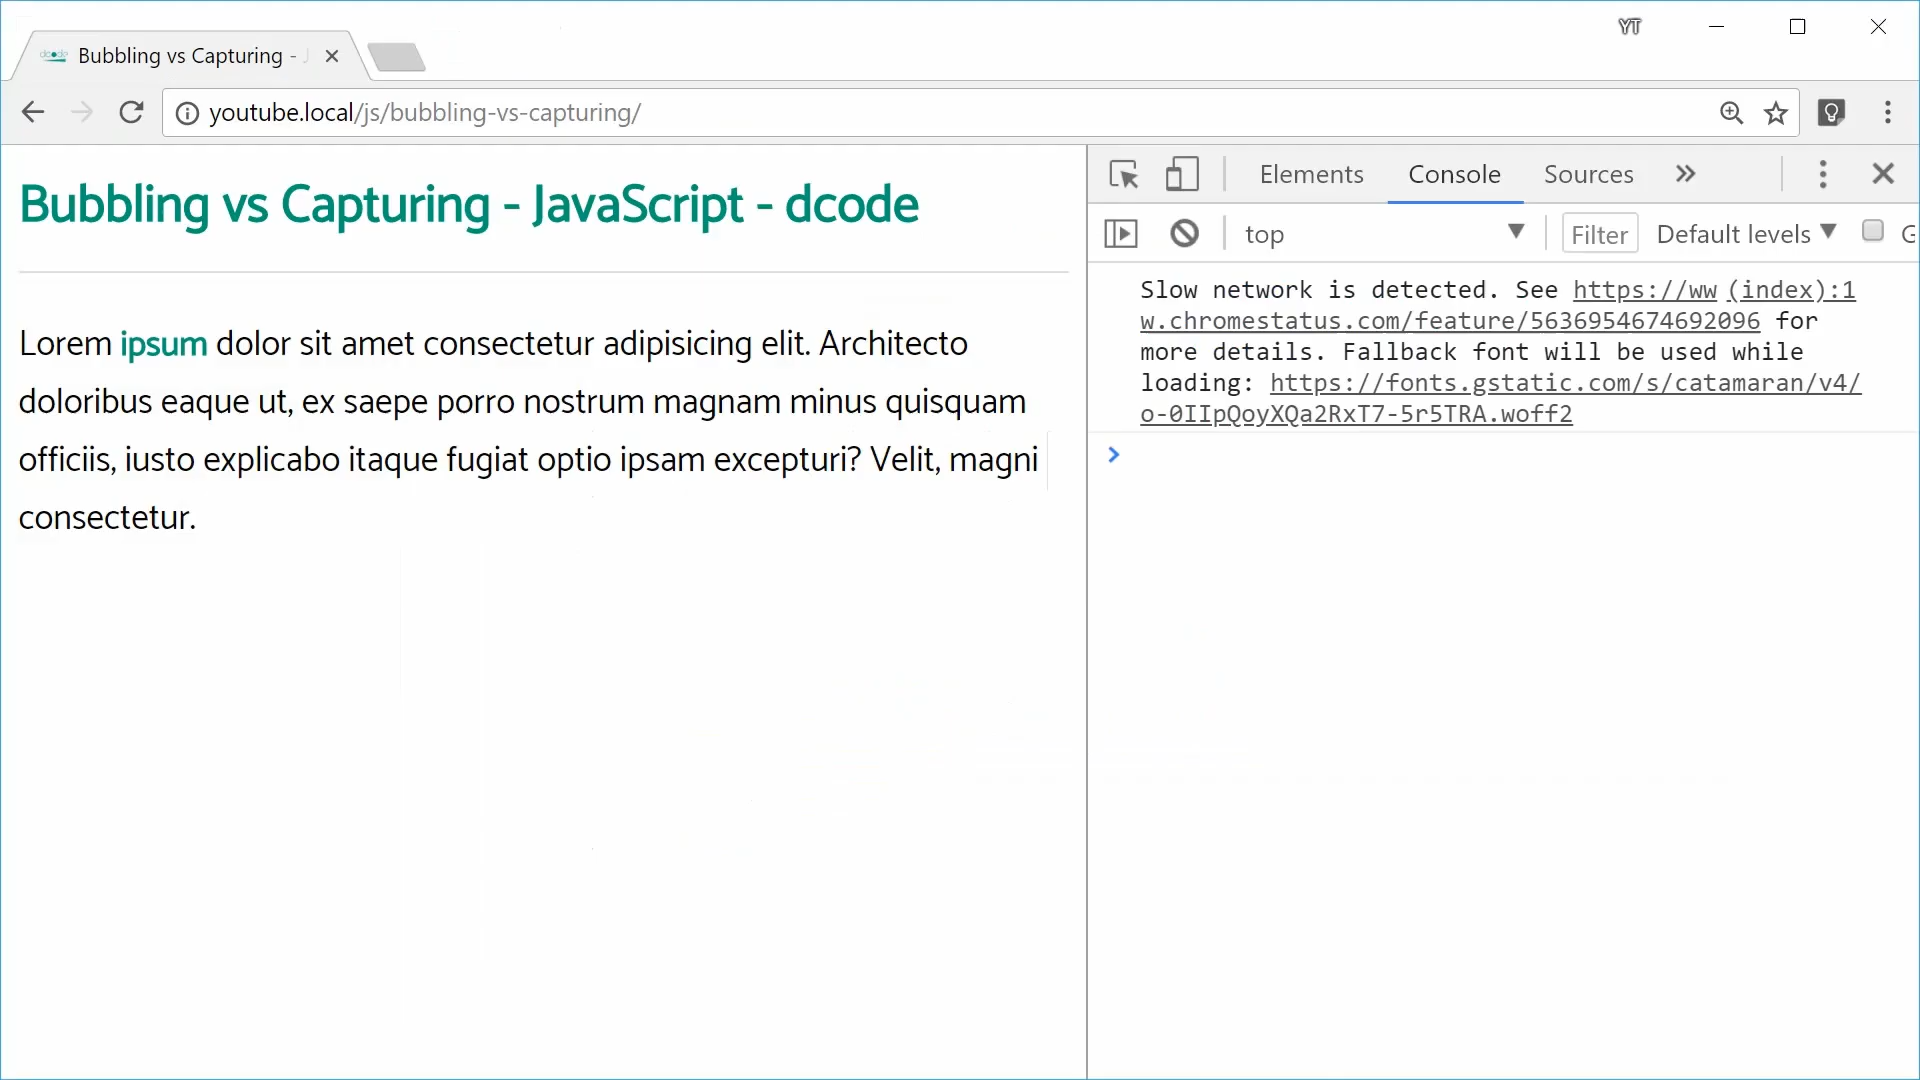 YT
Bubbling vs Capturing -
youtube.local/js/bubbling-vs-capturing/
Bubbling vs Capturing - JavaScript - dcode
Lorem ipsum dolor sit amet consectetur adipisicing elit. Architecto
doloribus eaque ut, ex saepe porro nostrum magnam minus quisquam
officiis, iusto explicabo itaque fugiat optio ipsam excepturi? Velit, magni
consectetur.
Elements Console Sources »
top Filter Default levels G
Slow network is detected. See https://ww (index):1
w.chromestatus.com/feature/5636954674692096 for
more details. Fallback font will be used while
loading: https://fonts.gstatic.com/s/catamaran/v4/
o-0IIpQoyXQa2RxT7-5r5TRA.woff2